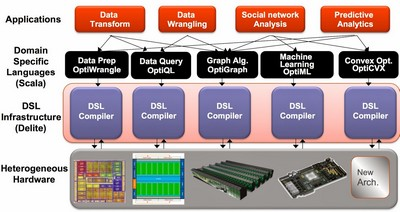 Applications
Data
Transform
Data
Wrangling
Social network
Analysis
Predictive
Analytics
Domain
Specific
Languages
(Scala)
Data Prep
OptiWrangle
Data Query
OptiQL
Graph Alg.
OptiGraph
Machine
Learning
OptiML
Convex Opt.
OptiCVX
DSL
Infrastructure
(Delite)
DSL
Compiler
DSL
Compiler
DSL
Compiler
DSL
Compiler
DSL
Compiler
Heterogeneous
Hardware
New
Arch.